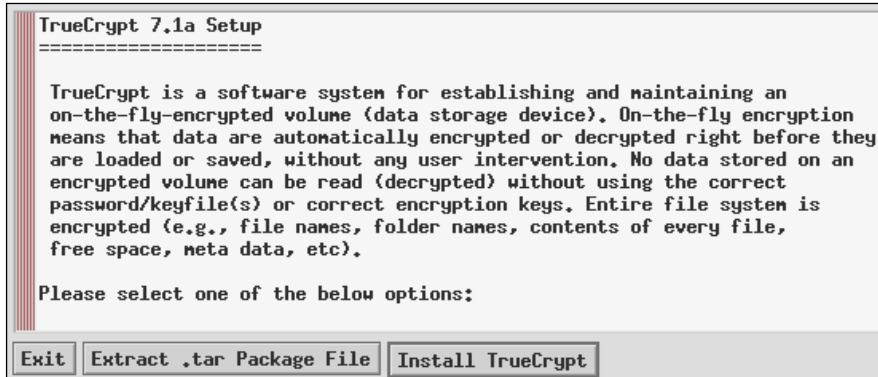 TrueCrypt 7.1a Setup
====================
TrueCrypt is a software system for establishing and maintaining an
on-the-fly-encrypted volume (data storage device). On-the-fly encryption
means that data are automatically encrypted or decrypted right before they
are loaded or saved, without any user intervention. No data stored on an
encrypted volume can be read (decrypted) without using the correct
password/keyfile(s) or correct encryption keys. Entire file system is
encrypted (e.g., file names, folder names, contents of every file,
free space, meta data, etc).
Please select one of the below options:
Exit Extract .tar Package File Install TrueCrypt